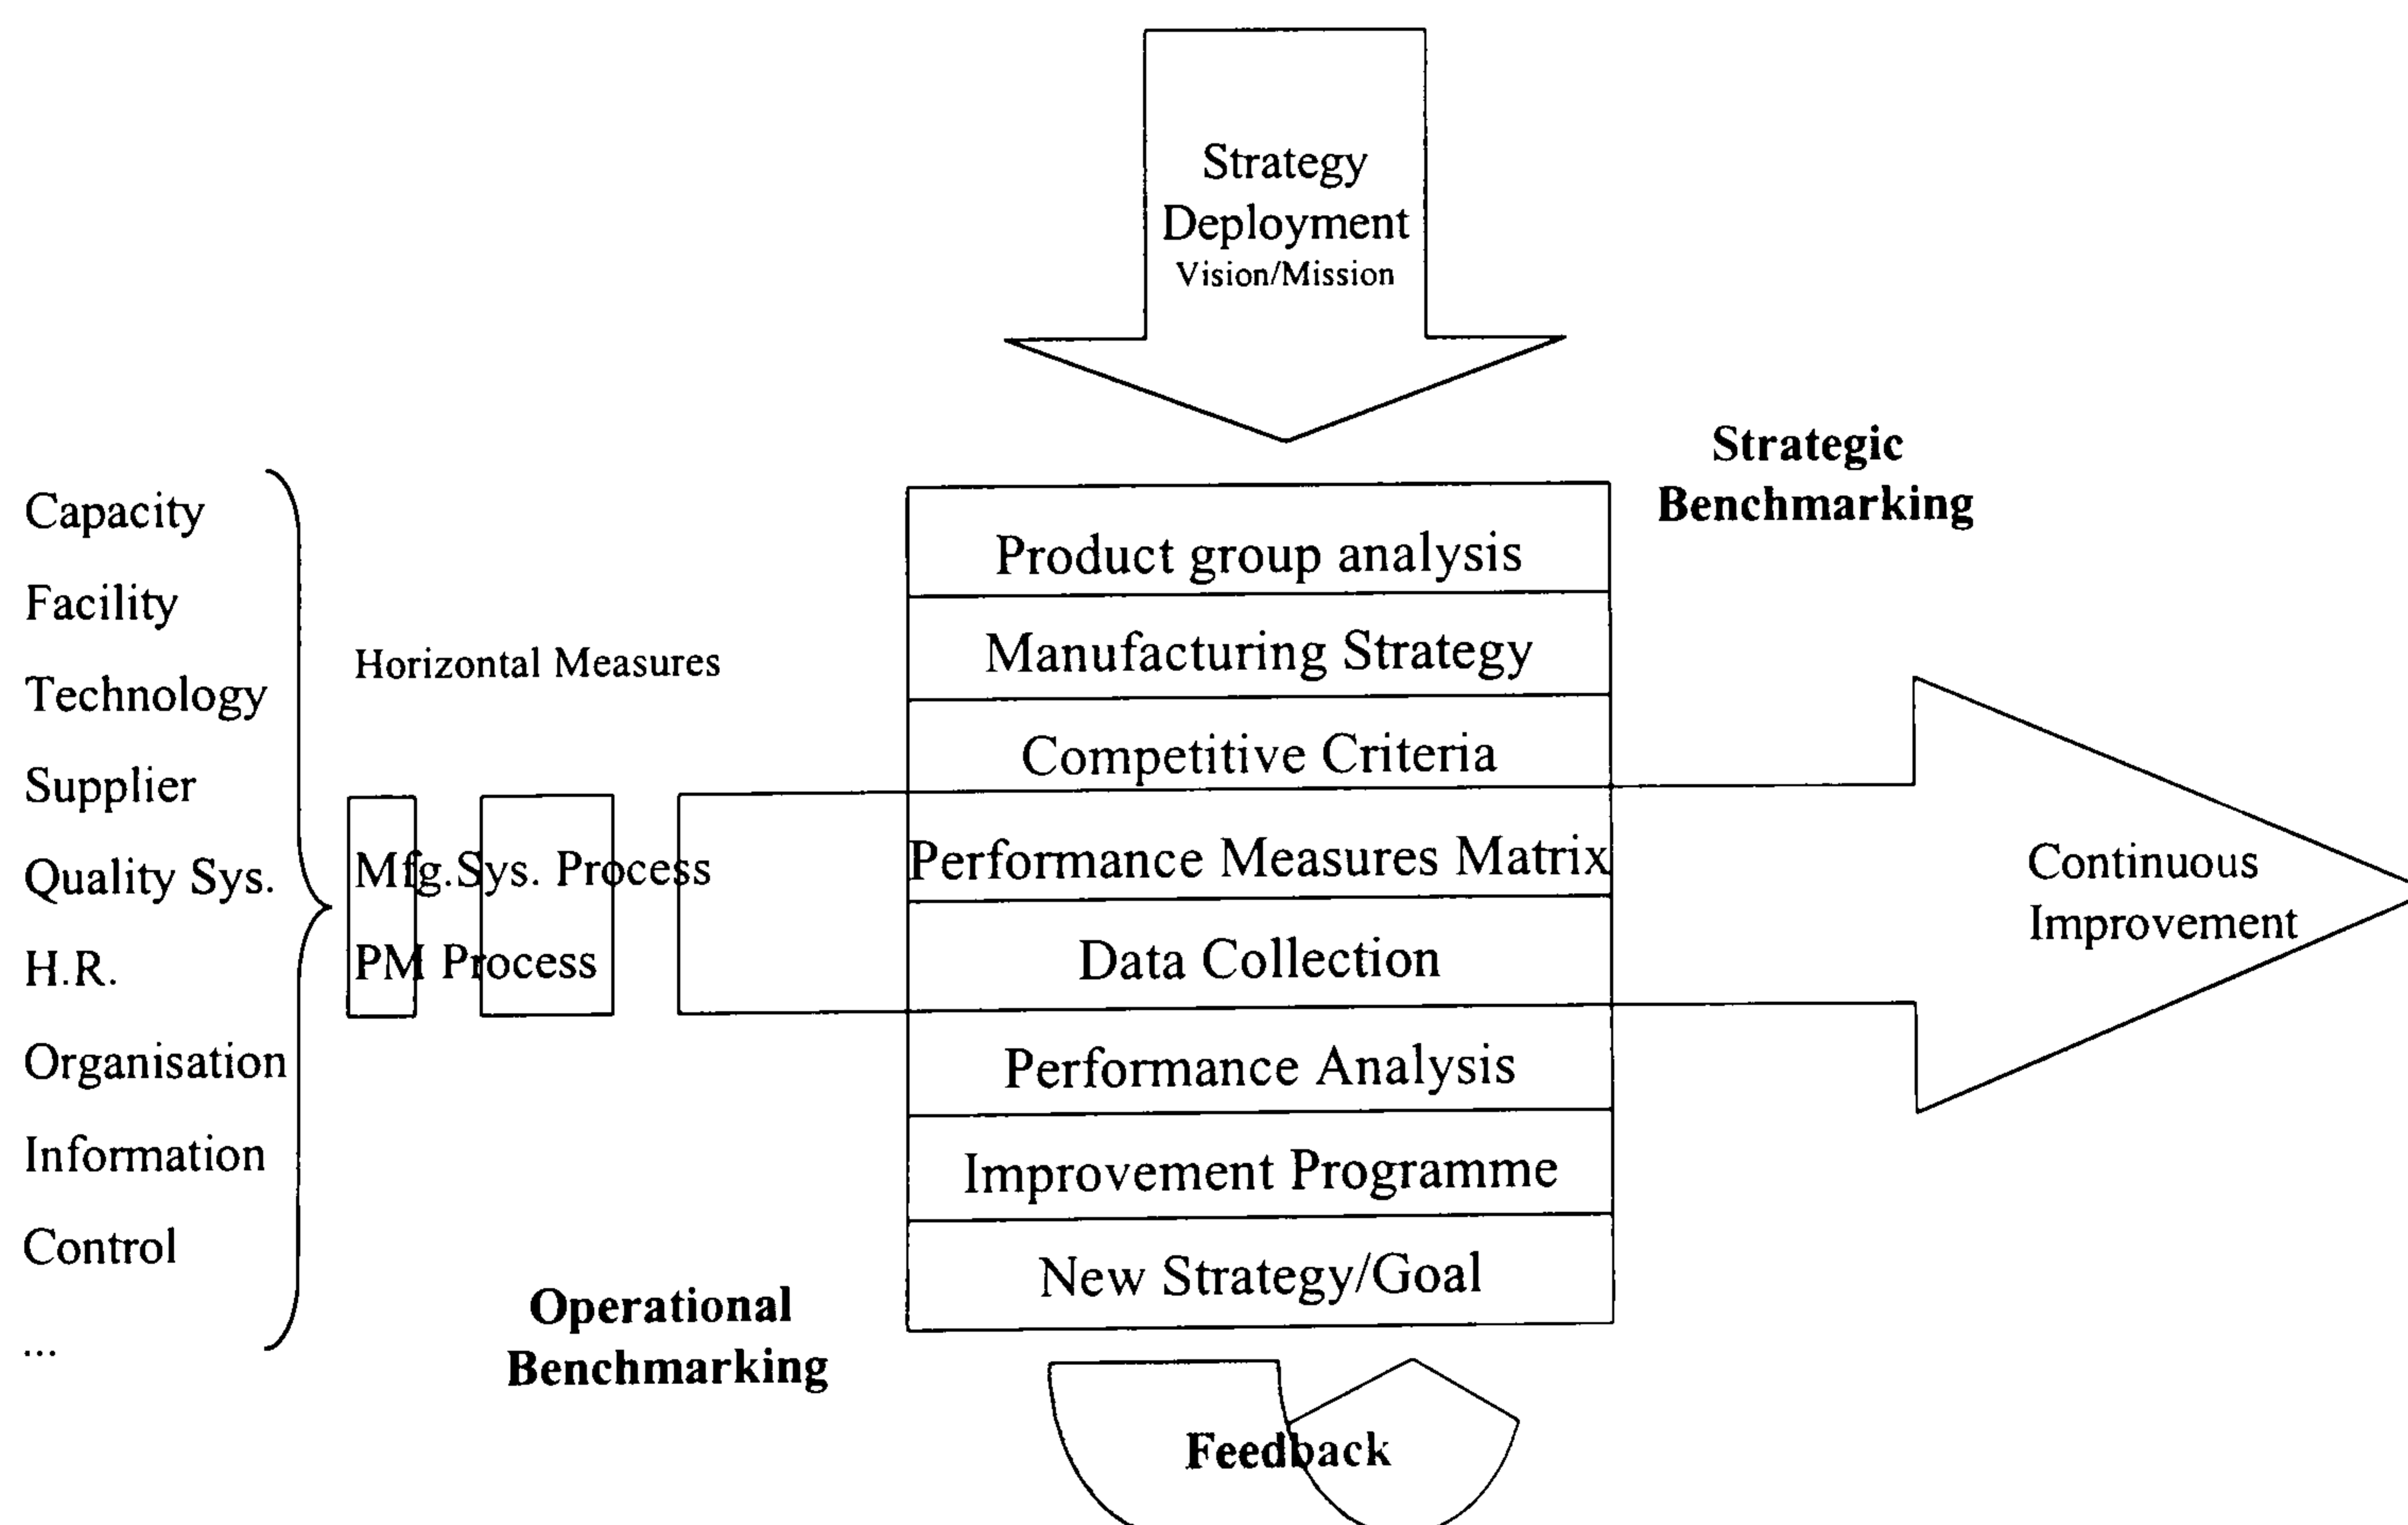 Strategy
Deployment
Vision/Mission
Strategic
Benchmarking
Capacity
Facility
Technology
Supplier
Quality Sys.
H.R.
Organisation
Information
Control
...
Horizontal Measures
Mfg.Sys. Process
PM Process
Product group analysis
Manufacturing Strategy
Competitive Criteria
Performance Measures Matrix
Data Collection
Performance Analysis
Improvement Programme
New Strategy/Goal
Continuous
Improvement
Operational
Benchmarking
Feedback